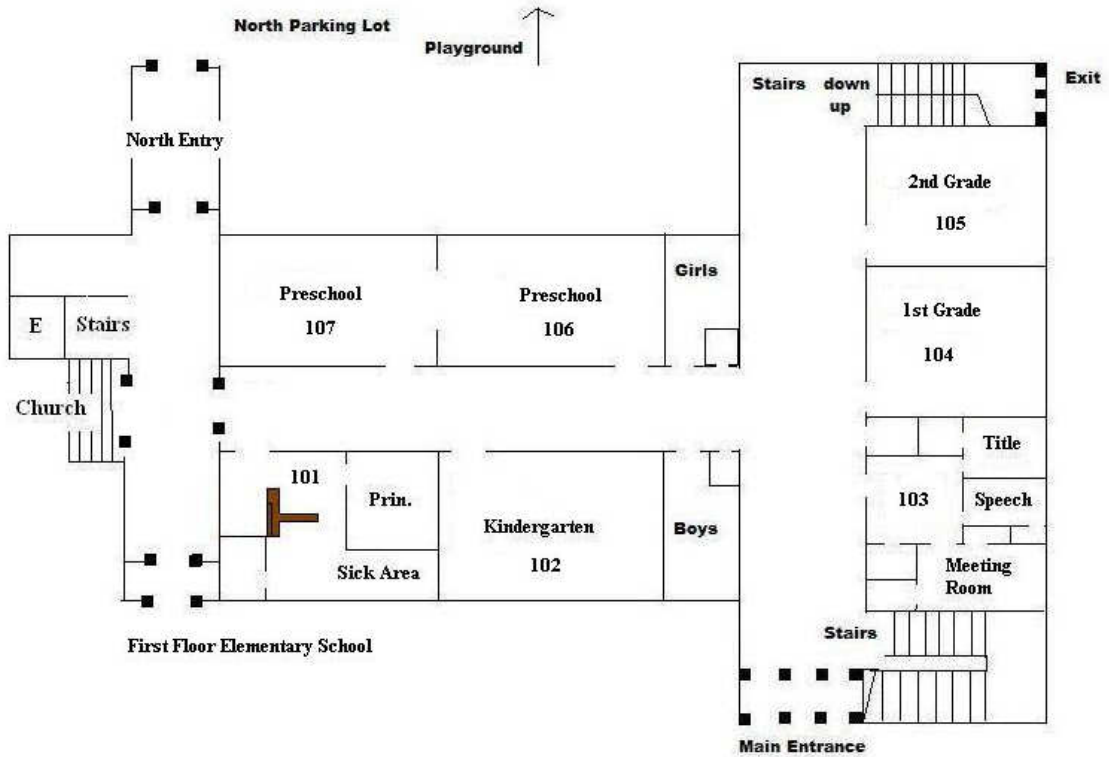 North Parking Lot
Playground
Stairs down
up
Exit
North Entry
2nd Grade
105
Girls
Preschool
107
Preschool
106
1st Grade
104
E
Stairs
Church
101
Prin.
Title
103
Speech
Kindergarten
102
Boys
Sick Area
Meeting
Room
Stairs
First Floor Elementary School
Main Entrance